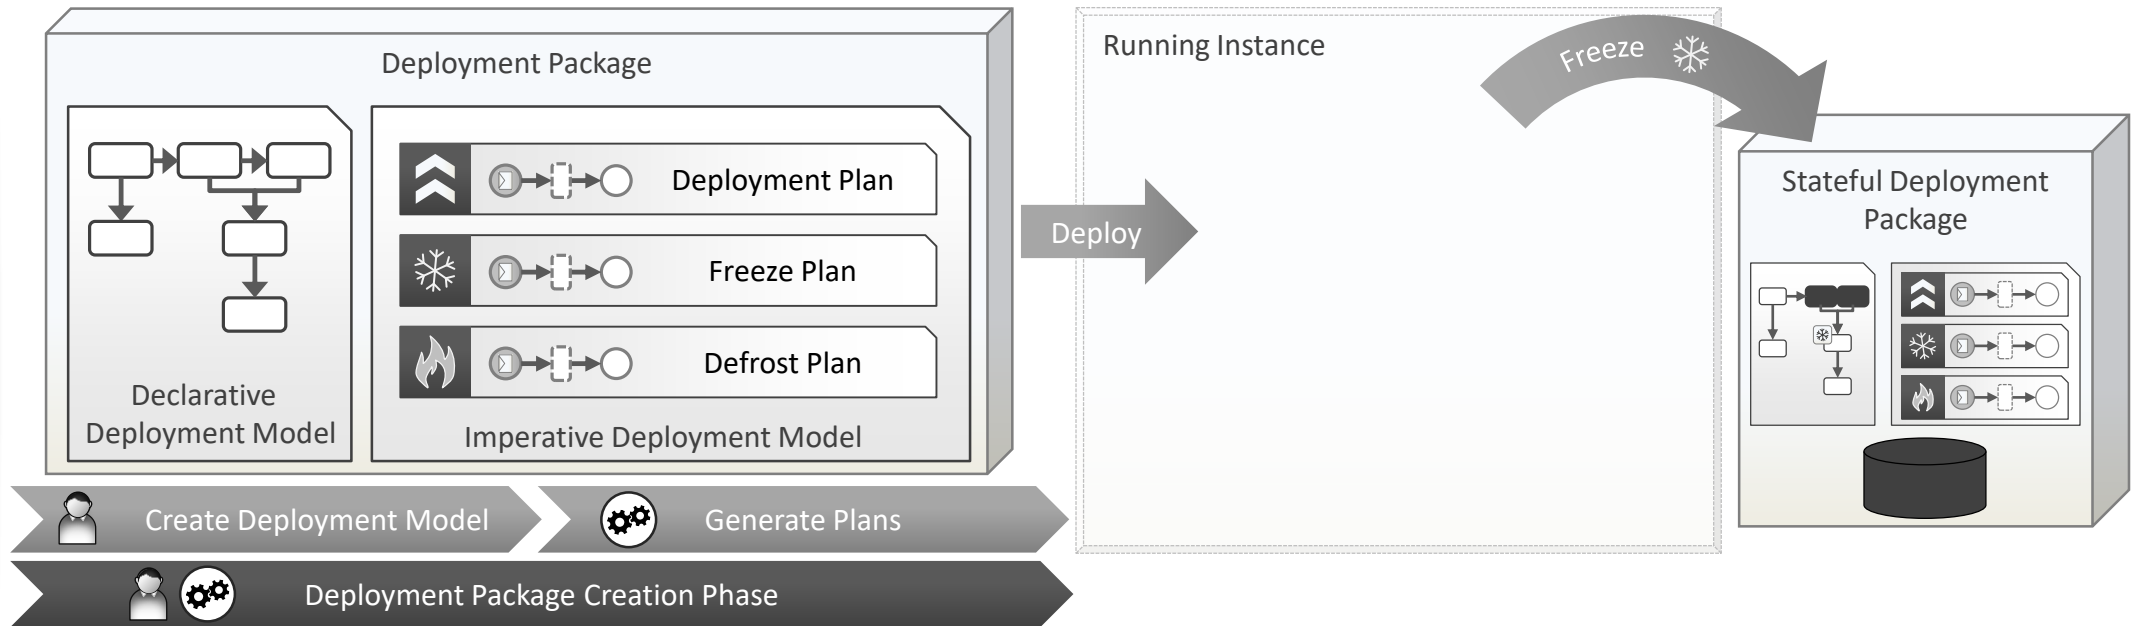 Deployment Package
Declarative
Deployment Model
Deployment Plan
Freeze Plan
Defrost Plan
Imperative Deployment Model
Deploy
Running Instance
Freeze
Stateful Deployment
Package
Create Deployment Model
Generate Plans
Deployment Package Creation Phase